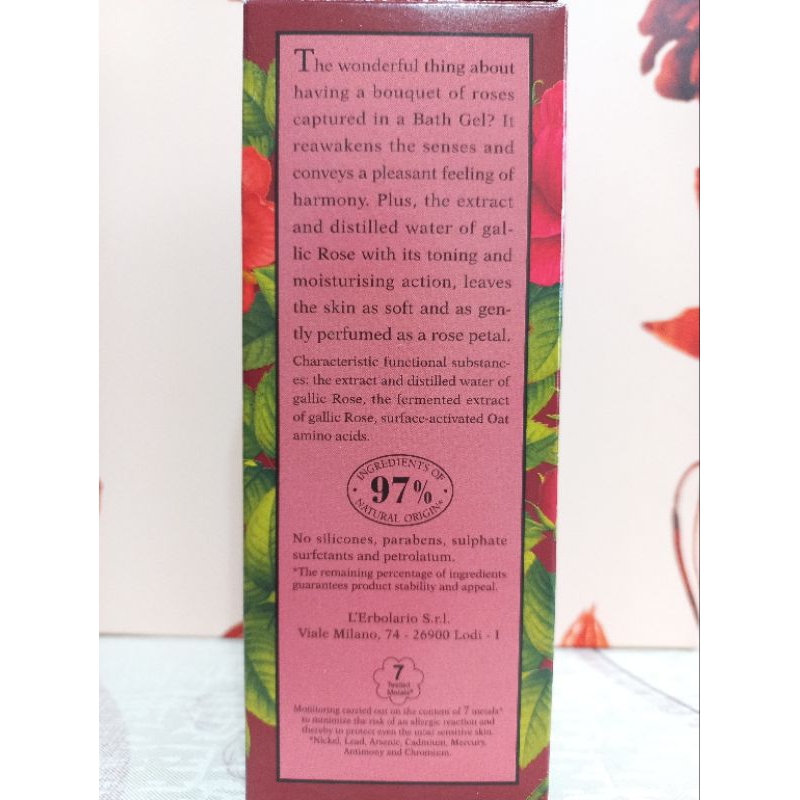 The wonderful thing about
having a bouquet of roses
captured in a Bath Gel? It
reawakens the senses and
conveys a pleasant feeling of
harmony. Plus, the extract
and distilled water of gal-
lic Rose with its toning and
moisturising action, leaves
the skin as soft and as gen-
tly perfumed as a rose petal.
Characteristic functional substanc-
es: the extract and distilled water of
gallic Rose, the fermented extract
of gallic Rose, surface-activated Oat
amino acids.
INGREDIENTS OF
97%
NATURAL ORIGIN*
No silicones, parabens, sulphate
surfctants and petrolatum.
*The remaining percentage of ingredients
guarantees product stability and appeal.
L'Erbolario S.r.l.
Viale Milano, 74 - 26900 Lodi - I
7
Tested
Metals*
Monitoring carried out on the content of 7 metals*
to minimize the risk of an allergic reaction and
thereby to protect even the most sensitive skin.
*Nickel, Lead, Arsenic, Cadmium, Mercury,
Antimony and Chromium.